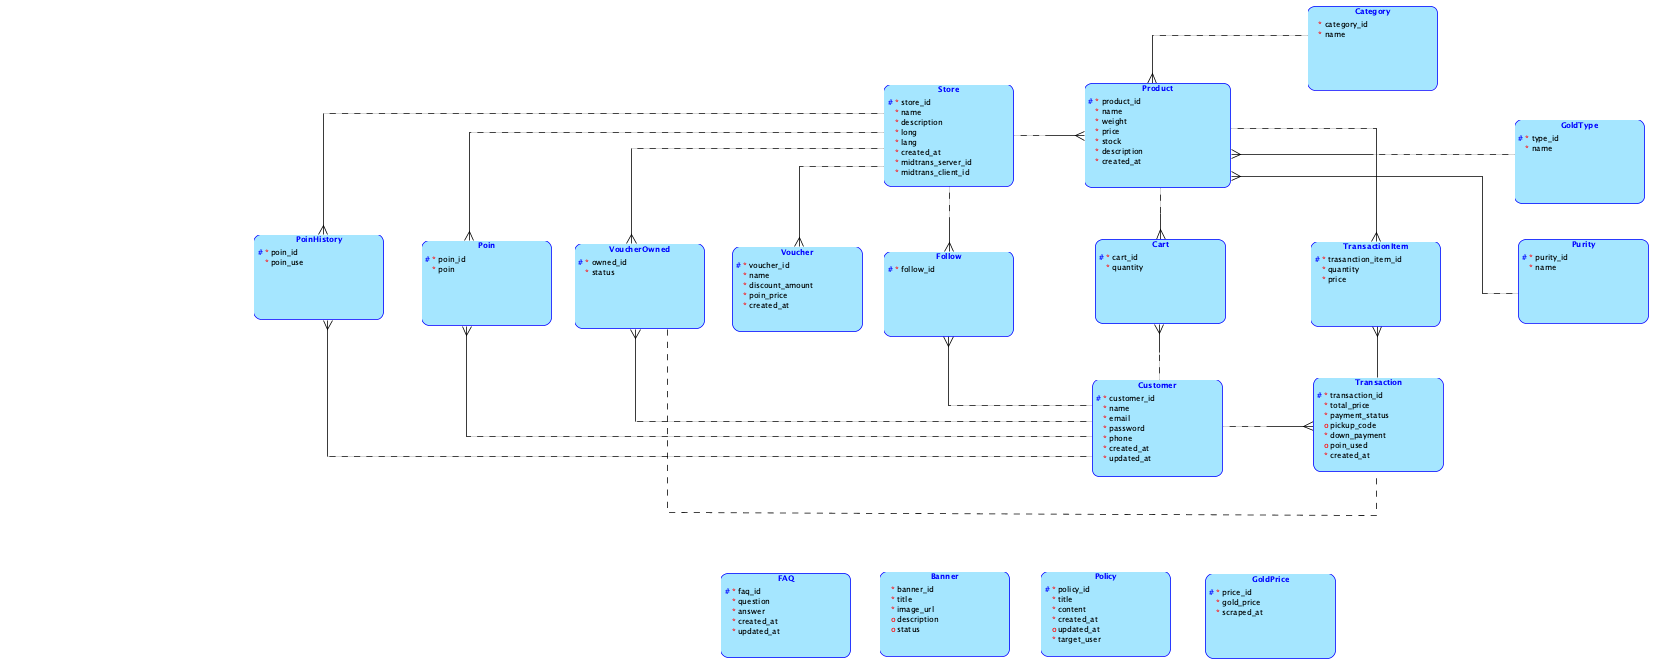 Category
* category_id
* name
Store
# * store_id
* name
* description
* long
* lang
* created_at
* midtrans_server_id
* midtrans_client_id
Product
# * product_id
* name
* weight
* price
* stock
* description
* created_at
GoldType
# * type_id
* name
PoinHistory
# * poin_id
* poin_use
Poin
# * poin_id
* poin
VoucherOwned
# * owned_id
* status
Voucher
# * voucher_id
* name
* discount_amount
* poin_price
* created_at
Follow
# * follow_id
Cart
# * cart_id
* quantity
TransactionItem
# * trasanction_item_id
* quantity
* price
Purity
# * purity_id
* name
Customer
# * customer_id
* name
* email
* password
* phone
* created_at
* updated_at
Transaction
# * transaction_id
* total_price
* payment_status
o pickup_code
* down_payment
o poin_used
* created_at
FAQ
# * faq_id
* question
* answer
* created_at
* updated_at
Banner
* banner_id
* title
* image_url
o description
o status
Policy
# * policy_id
* title
* content
* created_at
o updated_at
* target_user
GoldPrice
# * price_id
* gold_price
* scraped_at